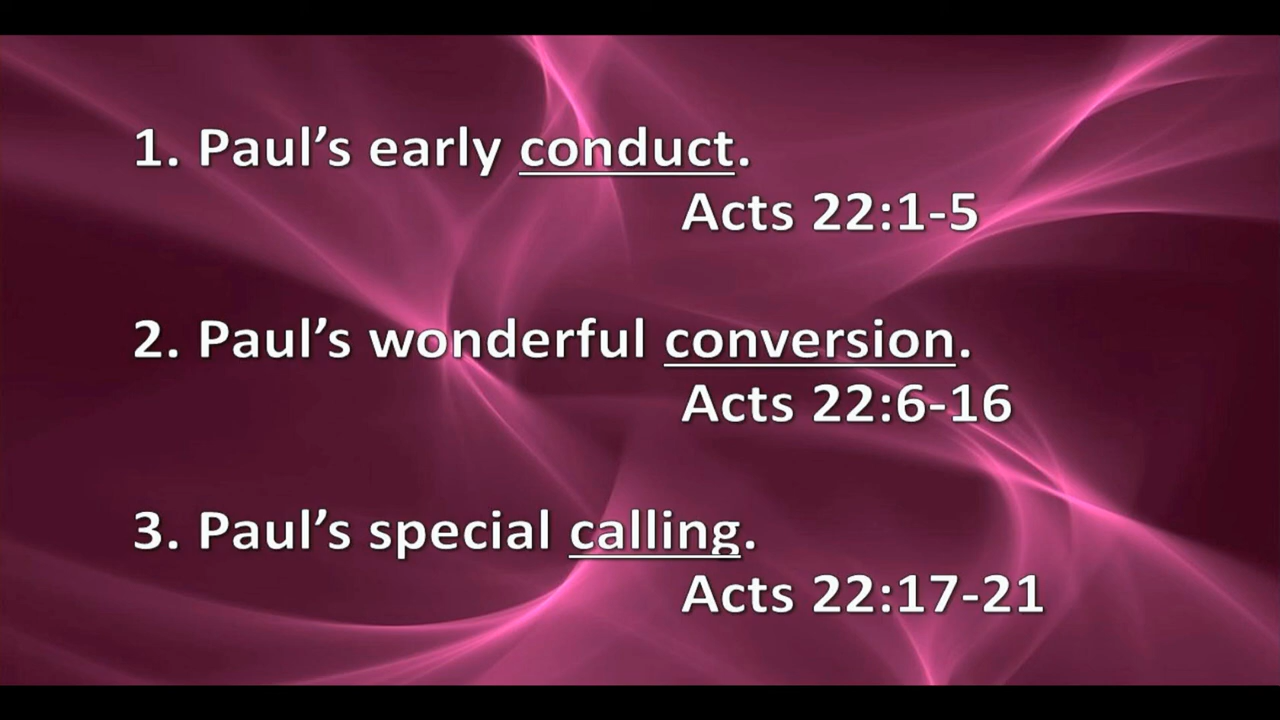 1. Paul’s early conduct.
Acts 22:1-5
2. Paul’s wonderful conversion.
Acts 22:6-16
3. Paul’s special calling.
Acts 22:17-21